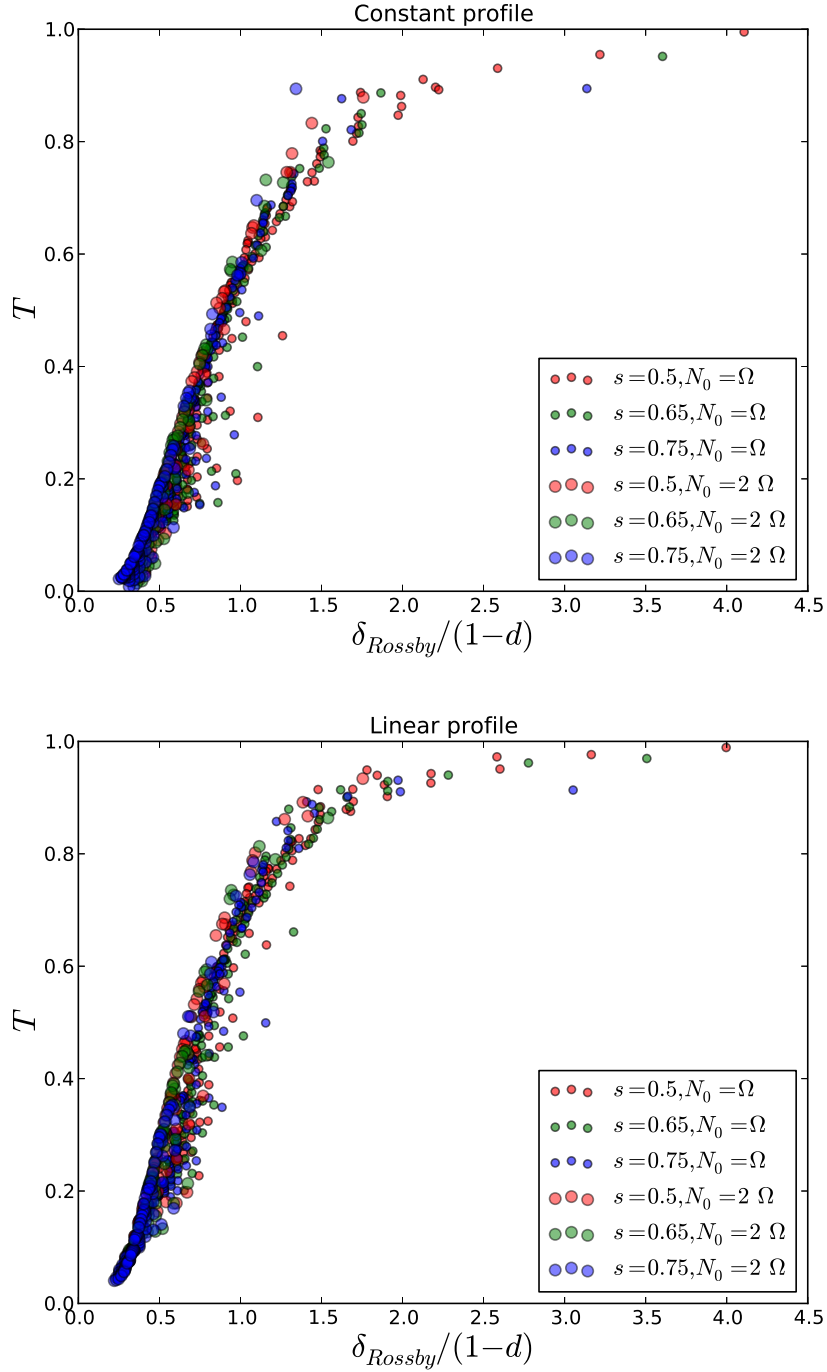 Constant profile
1.0
0.8
0.6
0.4
0.2
0.0
T
s=0.5,N_0=Ω
s=0.65,N_0=Ω
s=0.75,N_0=Ω
s=0.5,N_0=2 Ω
s=0.65,N_0=2 Ω
s=0.75,N_0=2 Ω
0.0 0.5 1.0 1.5 2.0 2.5 3.0 3.5 4.0 4.5
δ_Rossby/(1−d)
Linear profile
1.0
0.8
0.6
0.4
0.2
0.0
T
s=0.5,N_0=Ω
s=0.65,N_0=Ω
s=0.75,N_0=Ω
s=0.5,N_0=2 Ω
s=0.65,N_0=2 Ω
s=0.75,N_0=2 Ω
0.0 0.5 1.0 1.5 2.0 2.5 3.0 3.5 4.0 4.5
δ_Rossby/(1−d)